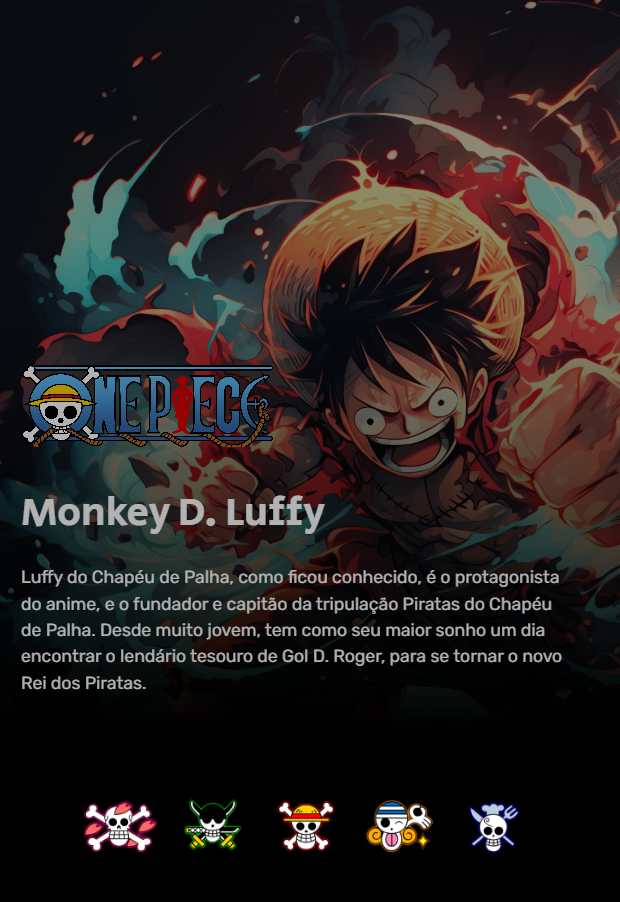 ONE PIECE
Monkey D. Luffy
Luffy do Chapéu de Palha, como ficou conhecido, é o protagonista
do anime, e o fundador e capitão da tripulação Piratas do Chapéu
de Palha. Desde muito jovem, tem como seu maior sonho um dia
encontrar o lendário tesouro de Gol D. Roger, para se tornar o novo
Rei dos Piratas.